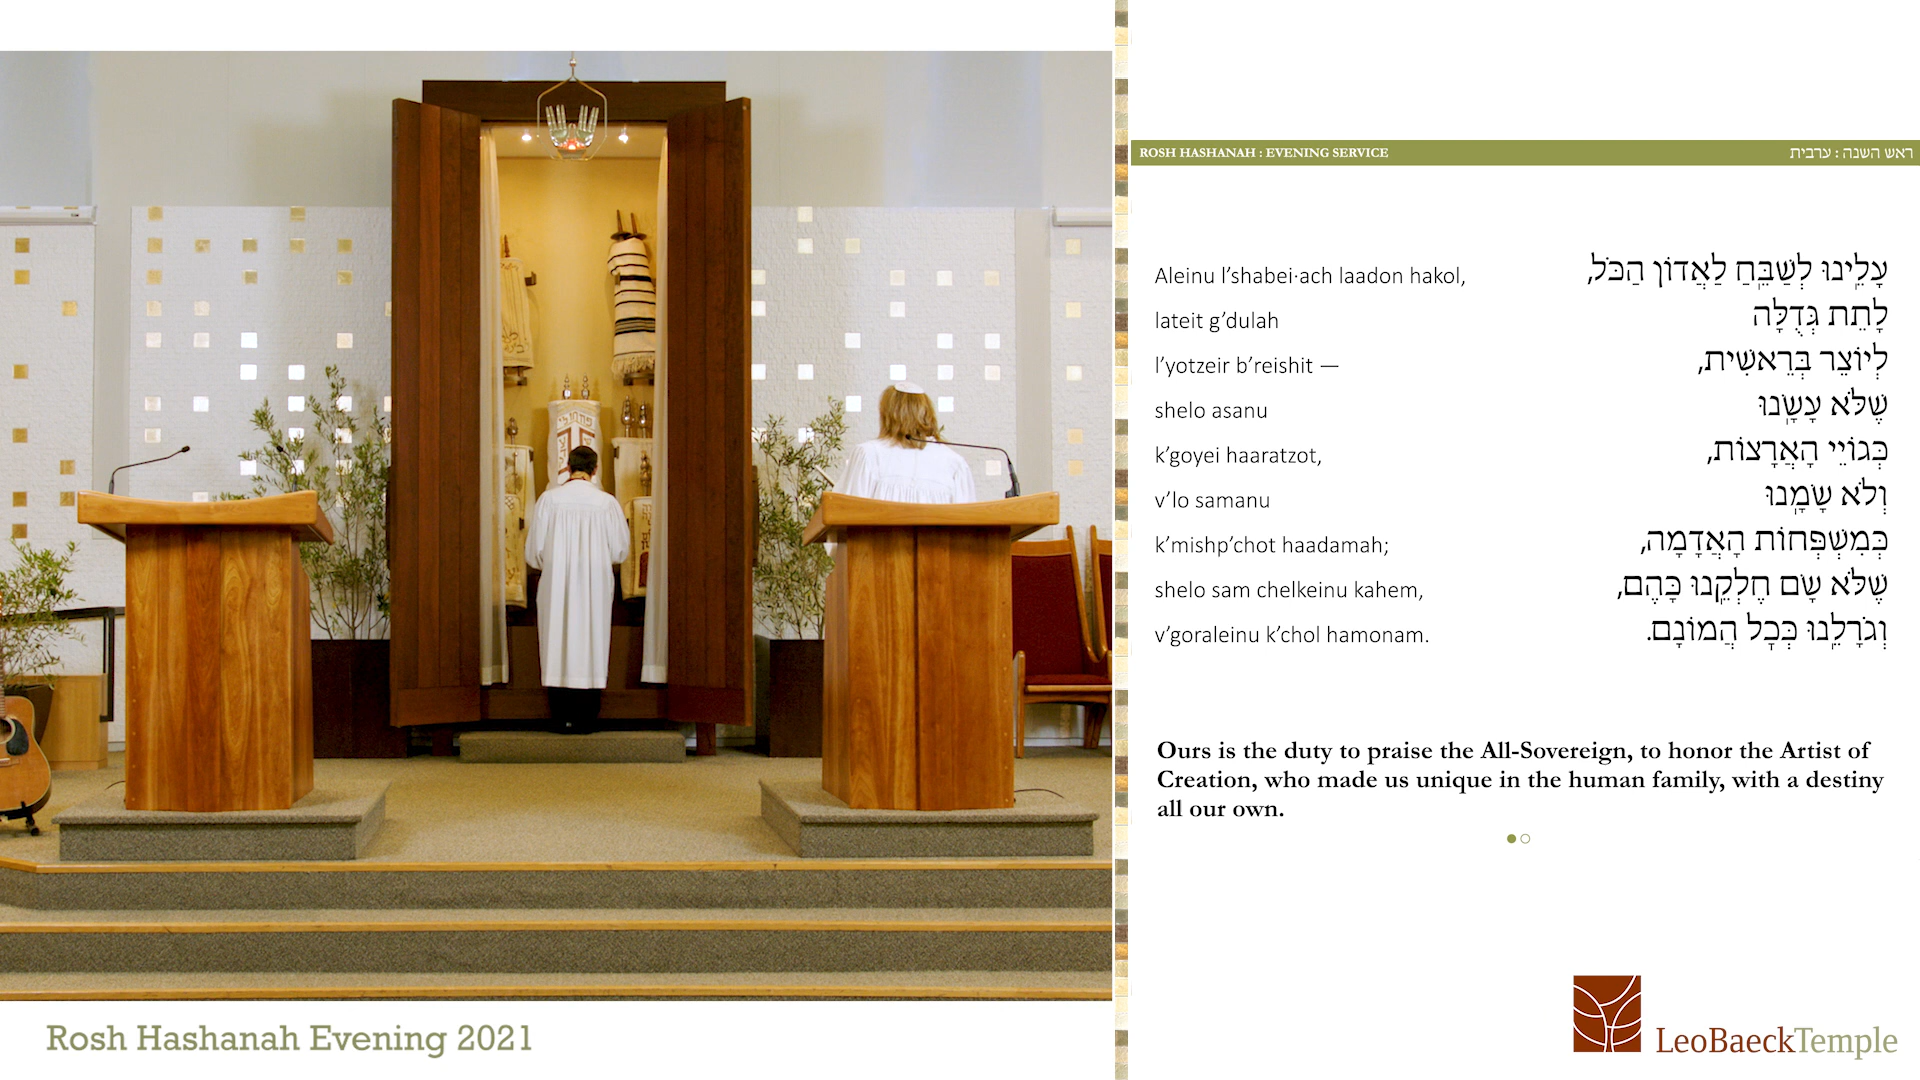 ROSH HASHANAH : EVENING SERVICE
ראש השנה : ערבית
Aleinu l’shabei·ach laadon hakol,
lateit g’dulah
l’yotzeir b’reishit —
shelo asanu
k’goyei haaratzot,
v’lo samanu
k’mishp’chot haadamah;
shelo sam chelkeinu kahem,
v’goraleinu k’chol hamonam.
עָלֵֽינוּ לְשַׁבֵּֽחַ לַאֲדוֹן הַכֹּל,
לָתֵת גְּדֻלָּה
לְיוֹצֵר בְּרֵאשִׁית,
שֶׁלֹּא עָשָֽׂנוּ
כְּגוֹיֵי הָאֲרָצוֹת,
וְלֹא שָׂמָֽנוּ
כְּמִשְׁפְּחוֹת הָאֲדָמָה,
שֶׁלֹּא שָׂם חֶלְקֵֽנוּ כָּהֶם,
וְגֹרָלֵֽנוּ כְּכׇל הֲמוֹנָם.
Ours is the duty to praise the All-Sovereign, to honor the Artist of
Creation, who made us unique in the human family, with a destiny
all our own.
Rosh Hashanah Evening 2021
LeoBaeckTemple